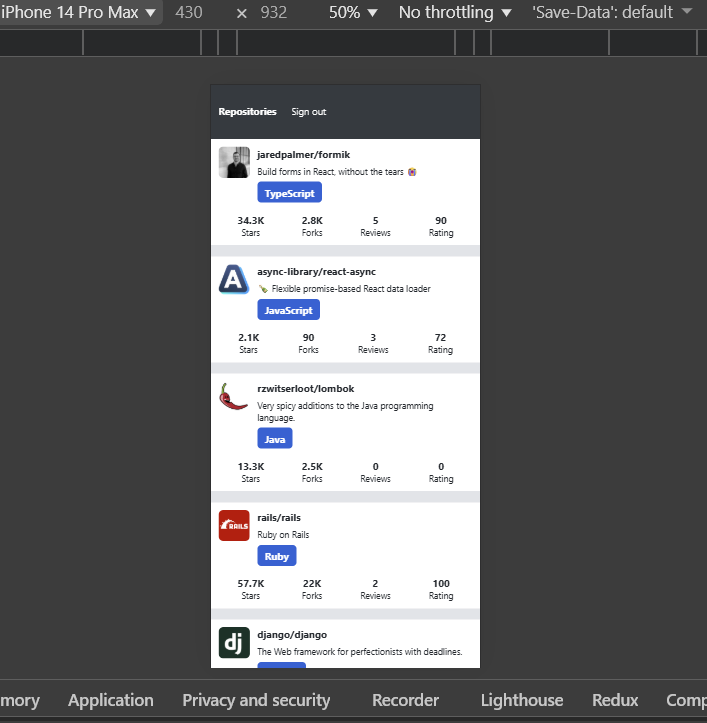 iPhone 14 Pro Max ▼ 430 × 932 50% ▼ No throttling ▼ 'Save-Data': default ▼
Repositories Sign out
jaredpalmer/formik
Build forms in React, without the tears 😭
TypeScript
34.3K 2.8K 5 90
Stars Forks Reviews Rating
A
async-library/react-async
🍾 Flexible promise-based React data loader
JavaScript
2.1K 90 3 72
Stars Forks Reviews Rating
rzwitserloot/lombok
Very spicy additions to the Java programming
language.
Java
13.3K 2.5K 0 0
Stars Forks Reviews Rating
RAILS
rails/rails
Ruby on Rails
Ruby
57.7K 22K 2 100
Stars Forks Reviews Rating
dj
django/django
The Web framework for perfectionists with deadlines.
mory Application Privacy and security Recorder Lighthouse Redux Comp